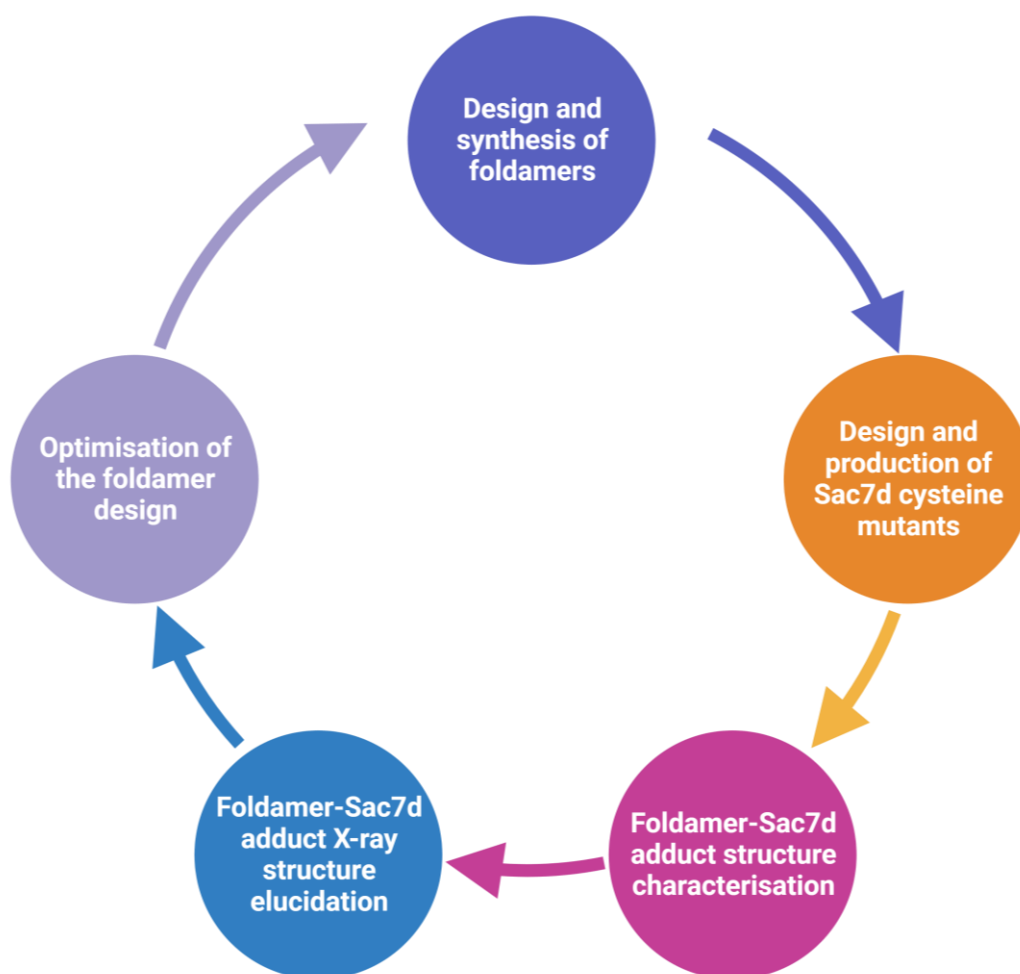 Design and
synthesis of
foldamers
Design and
production of
Sac7d cysteine
mutants
Foldamer-Sac7d
adduct structure
characterisation
Foldamer-Sac7d
adduct X-ray
structure
elucidation
Optimisation of
the foldamer
design